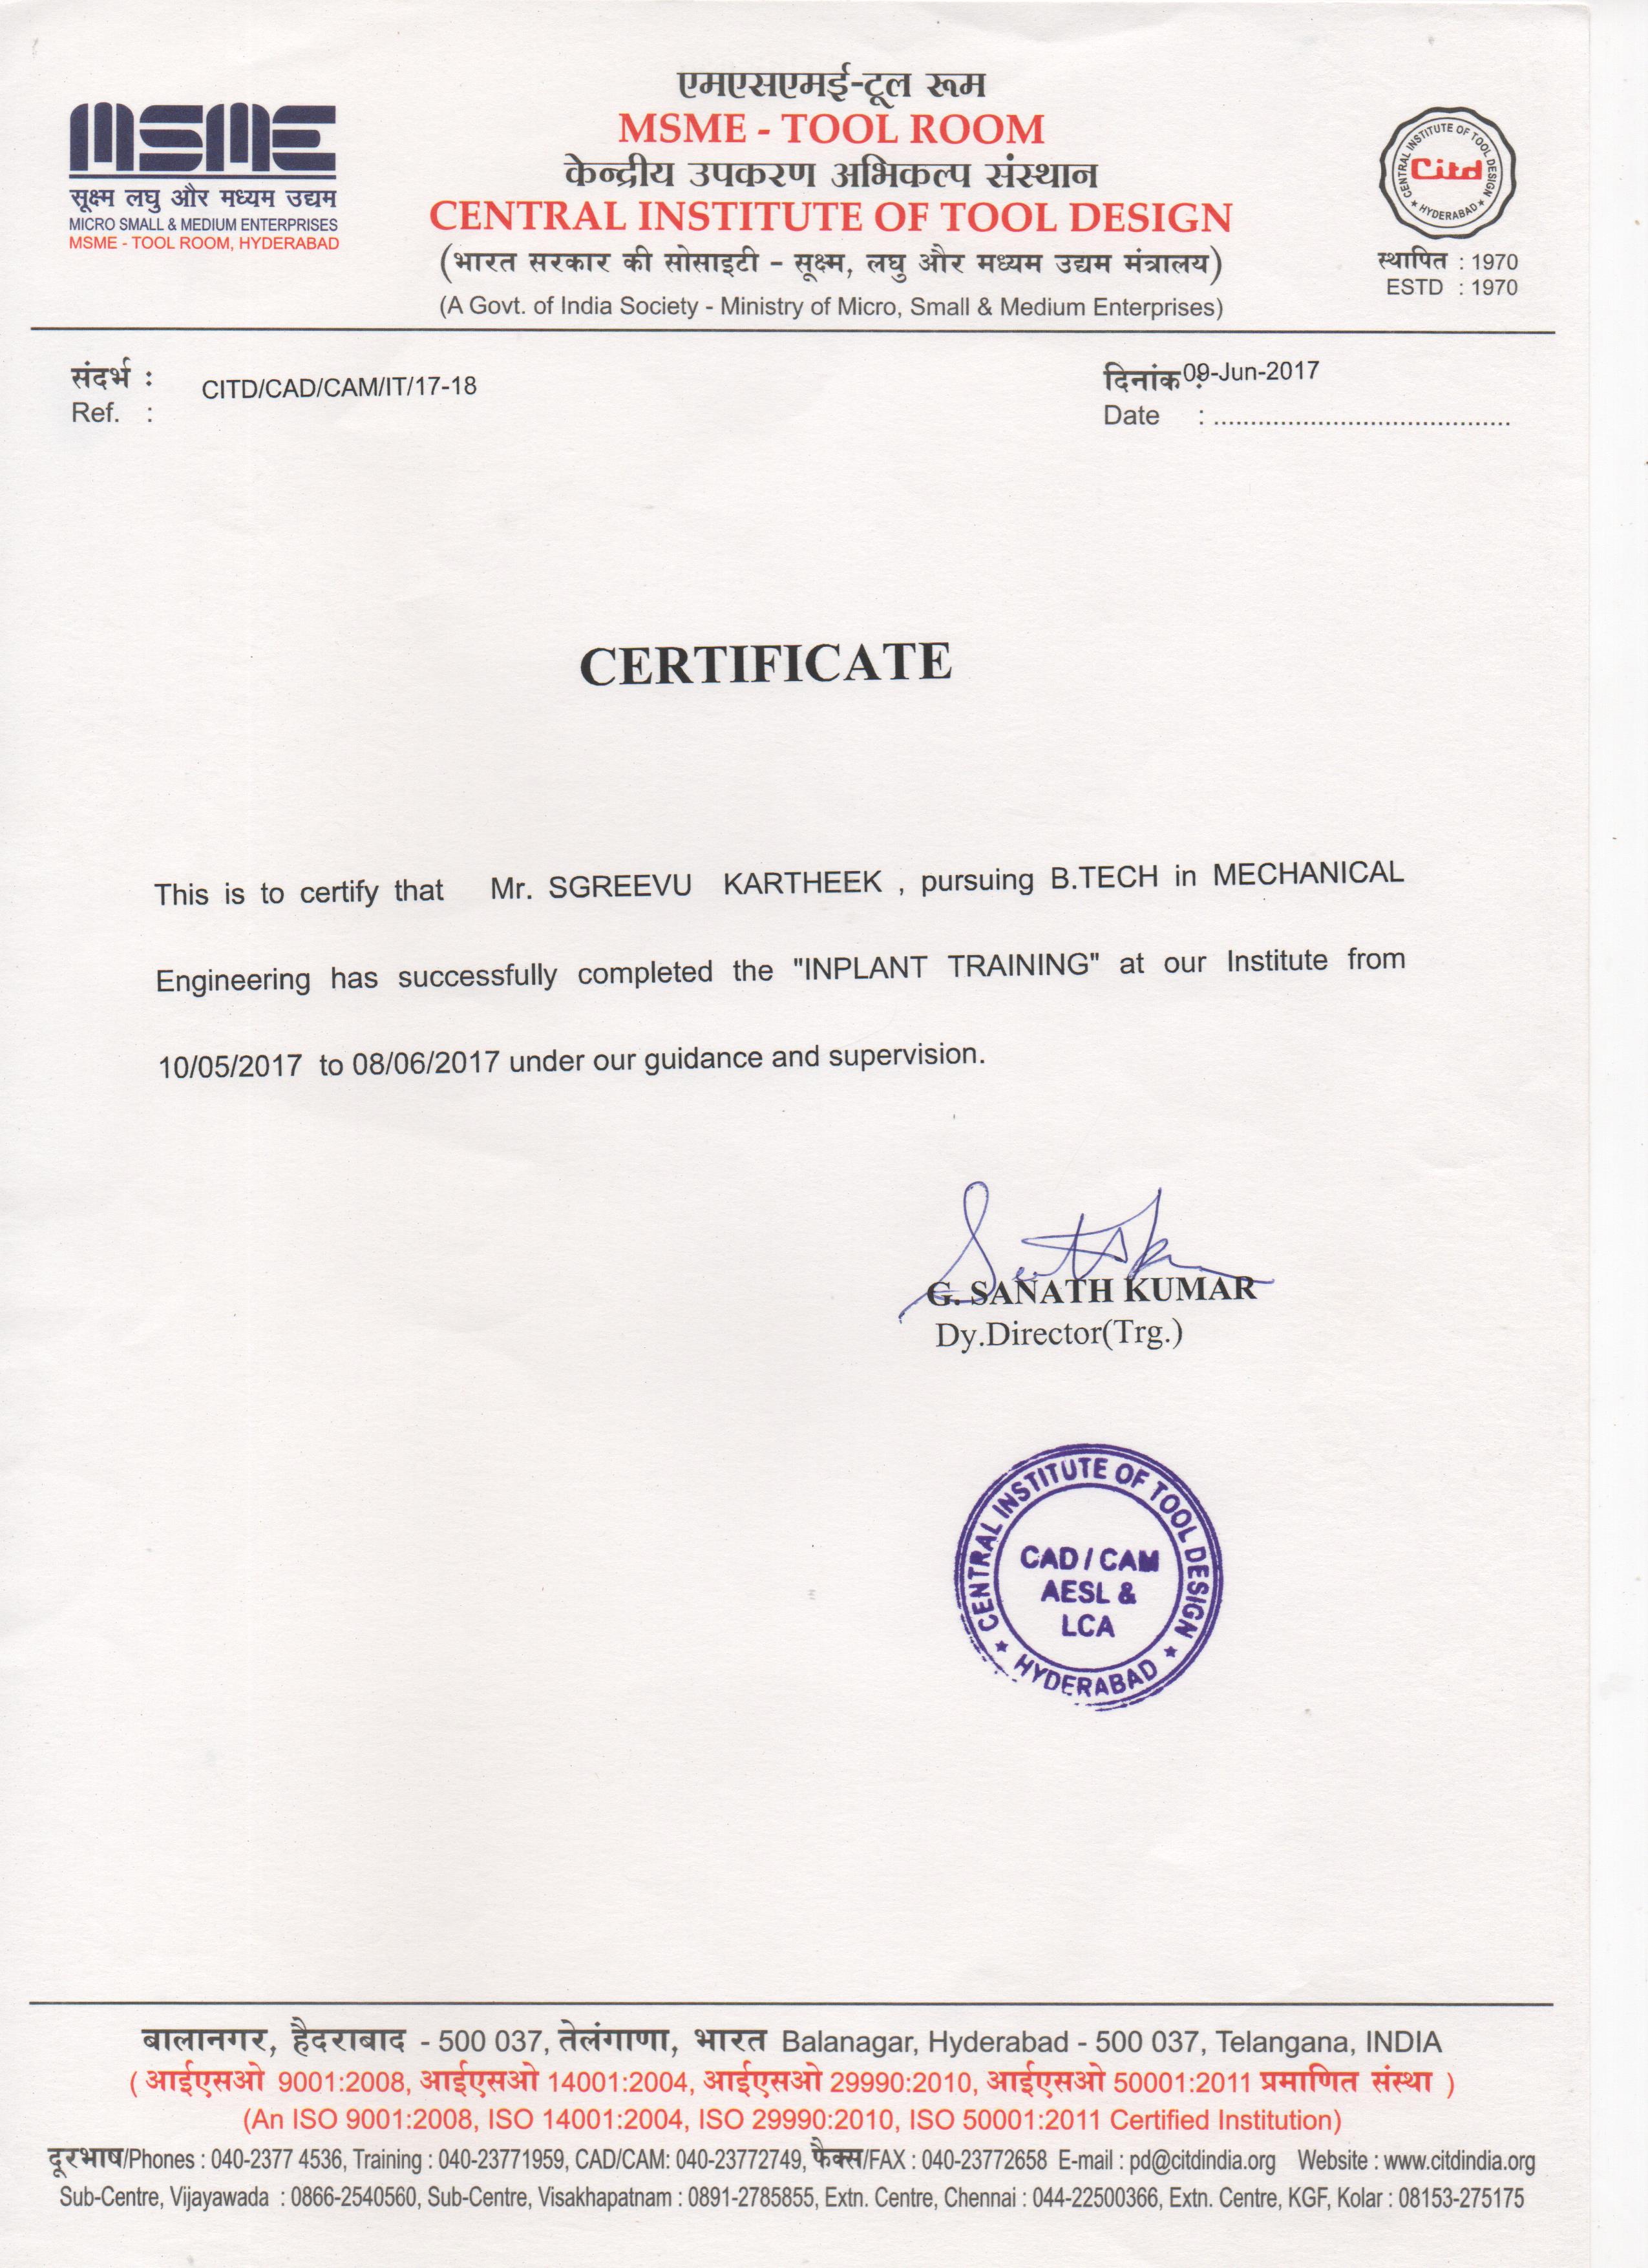 एमएसएमई-टूल रूम
MSME - TOOL ROOM
केन्द्रीय उपकरण अभिकल्प संस्थान
CENTRAL INSTITUTE OF TOOL DESIGN
(भारत सरकार की सोसाइटी - सूक्ष्म, लघु और मध्यम उद्यम मंत्रालय)
(A Govt. of India Society - Ministry of Micro, Small & Medium Enterprises)
MSME
सूक्ष्म लघु और मध्यम उद्यम
MICRO SMALL & MEDIUM ENTERPRISES
MSME - TOOL ROOM, HYDERABAD
CENTRAL INSTITUTE OF TOOL DESIGN
Citd
★ HYDERABAD ★
स्थापित : 1970
ESTD : 1970
संदर्भ :
Ref. :
CITD/CAD/CAM/IT/17-18
दिनांक : 09-Jun-2017
Date : ........................................
CERTIFICATE
This is to certify that Mr. SGREEVU KARTHEEK , pursuing B.TECH in MECHANICAL
Engineering has successfully completed the "INPLANT TRAINING" at our Institute from
10/05/2017 to 08/06/2017 under our guidance and supervision.
G. SANATH KUMAR
Dy.Director(Trg.)
CENTRAL INSTITUTE OF TOOL DESIGN
CAD / CAM
AESL &
LCA
★ HYDERABAD ★
बालानगर, हैदराबाद - 500 037, तेलंगाणा, भारत Balanagar, Hyderabad - 500 037, Telangana, INDIA
( आईएसओ 9001:2008, आईएसओ 14001:2004, आईएसओ 29990:2010, आईएसओ 50001:2011 प्रमाणित संस्था )
(An ISO 9001:2008, ISO 14001:2004, ISO 29990:2010, ISO 50001:2011 Certified Institution)
दूरभाष/Phones : 040-2377 4536, Training : 040-23771959, CAD/CAM: 040-23772749, फैक्स/FAX : 040-23772658 E-mail : pd@citdindia.org Website : www.citdindia.org
Sub-Centre, Vijayawada : 0866-2540560, Sub-Centre, Visakhapatnam : 0891-2785855, Extn. Centre, Chennai : 044-22500366, Extn. Centre, KGF, Kolar : 08153-275175